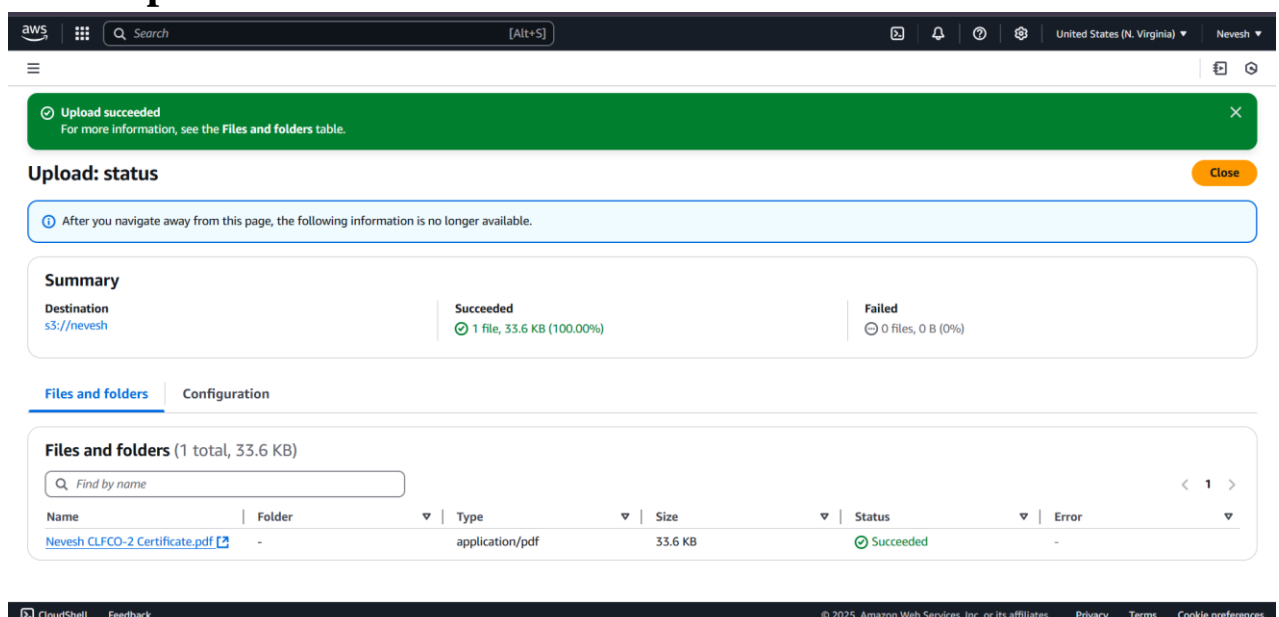 aws Search [Alt+S] United States (N. Virginia) Nevesh
Upload succeeded
For more information, see the Files and folders table.
Upload: status
Close
After you navigate away from this page, the following information is no longer available.
Summary
Destination Succeeded Failed
s3://nevesh 1 file, 33.6 KB (100.00%) 0 files, 0 B (0%)
Files and folders Configuration
Files and folders (1 total, 33.6 KB)
Find by name
1
Name Folder Type Size Status Error
Nevesh CLFCO-2 Certificate.pdf - application/pdf 33.6 KB Succeeded -
CloudShell Feedback © 2025, Amazon Web Services, Inc. or its affiliates. Privacy Terms Cookie preferences